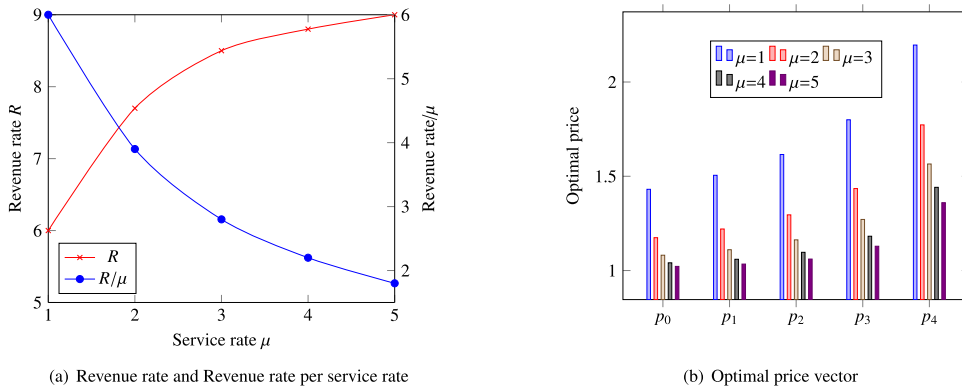 9
8
7
6
5
Revenue rate R
6
5
4
3
2
Revenue rate/μ
R
R/μ
1
2
3
4
5
Service rate μ
(a) Revenue rate and Revenue rate per service rate
2
1.5
1
Optimal price
μ=1 μ=2 μ=3
μ=4 μ=5
p0 p1 p2 p3 p4
(b) Optimal price vector